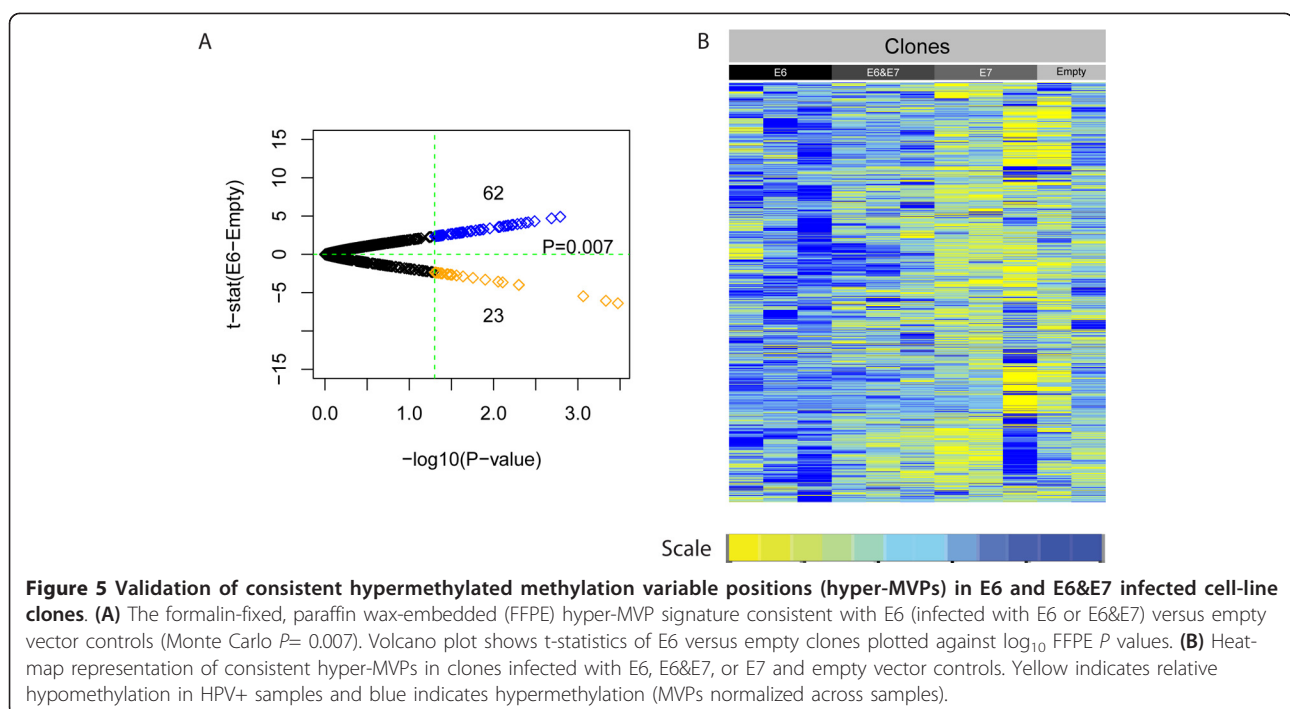 A
B
Clones
E6 E6&E7 E7 Empty
t−stat(E6−Empty)
15
10
5
0
−5
−15
62
P=0.007
23
0.0 1.0 2.0 3.0
−log10(P−value)
Scale
Figure 5 Validation of consistent hypermethylated methylation variable positions (hyper-MVPs) in E6 and E6&E7 infected cell-line
clones. (A) The formalin-fixed, paraffin wax-embedded (FFPE) hyper-MVP signature consistent with E6 (infected with E6 or E6&E7) versus empty
vector controls (Monte Carlo P= 0.007). Volcano plot shows t-statistics of E6 versus empty clones plotted against log10 FFPE P values. (B) Heat-
map representation of consistent hyper-MVPs in clones infected with E6, E6&E7, or E7 and empty vector controls. Yellow indicates relative
hypomethylation in HPV+ samples and blue indicates hypermethylation (MVPs normalized across samples).